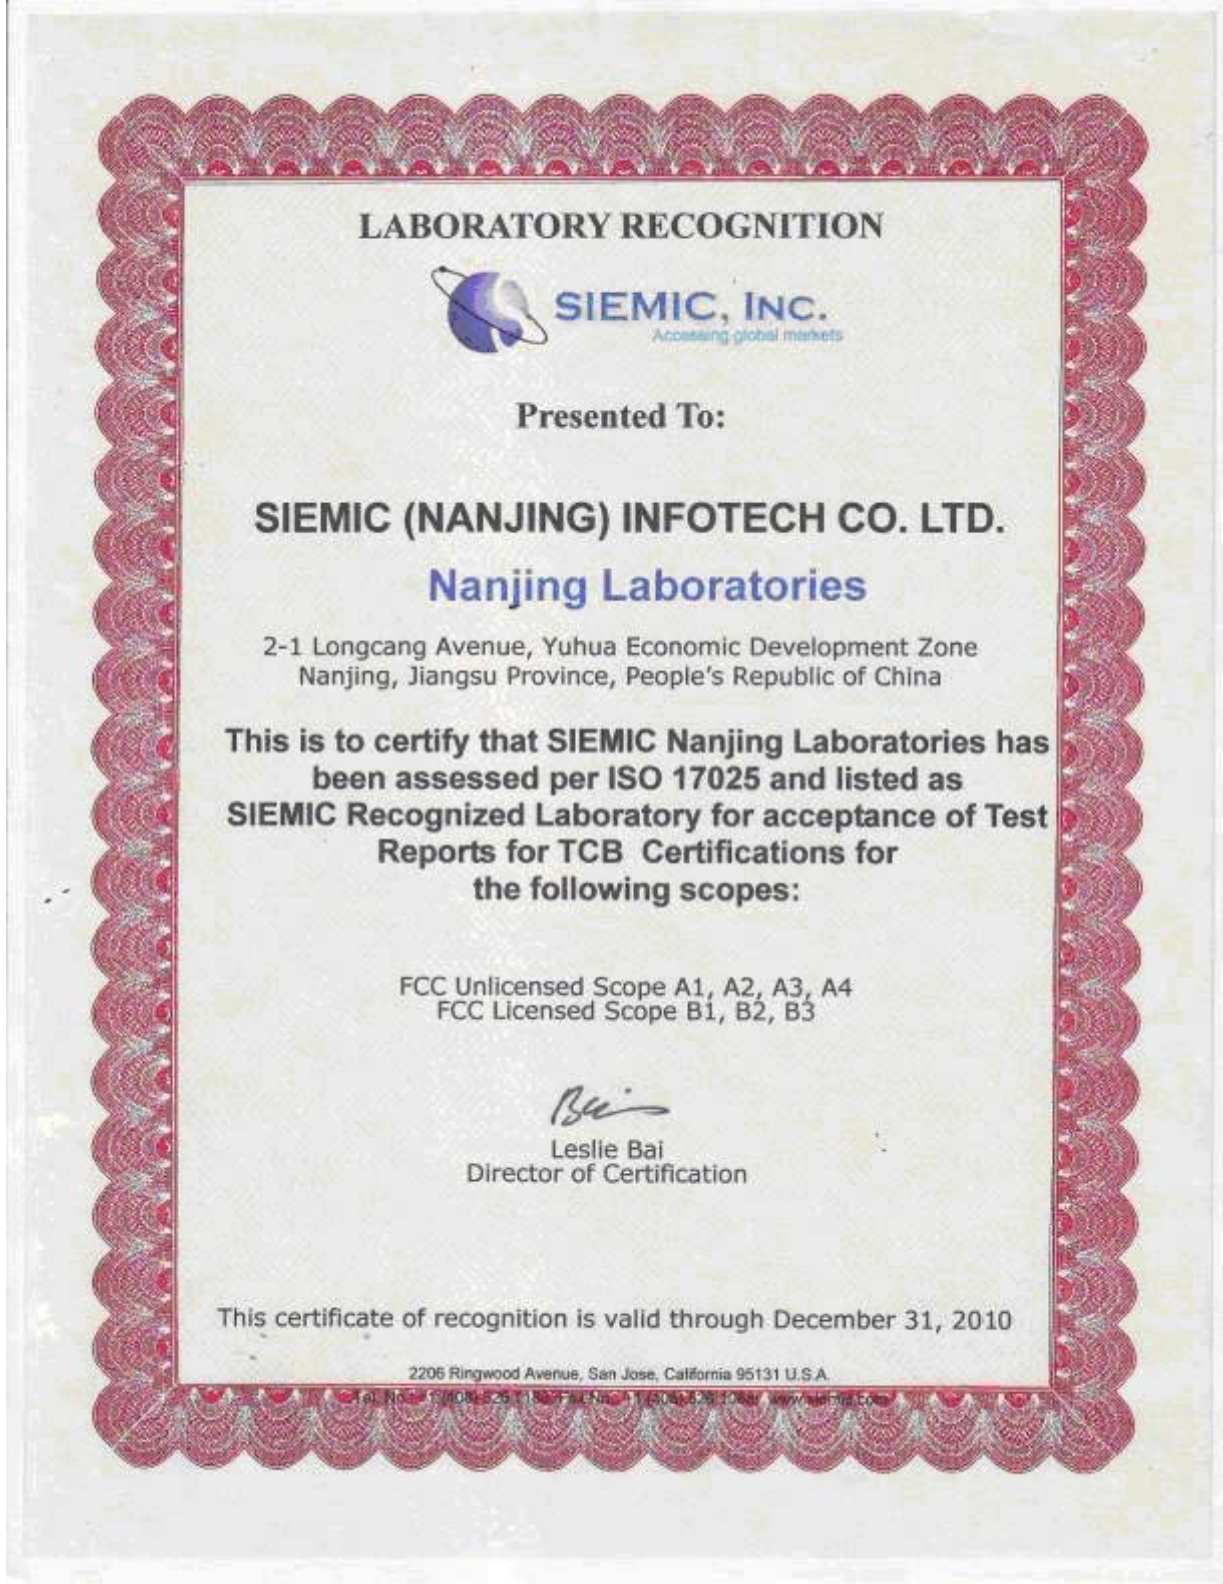 LABORATORY RECOGNITION
SIEMIC, INC.
Accessing global markets
Presented To:
SIEMIC (NANJING) INFOTECH CO. LTD.
Nanjing Laboratories
2-1 Longcang Avenue, Yuhua Economic Development Zone
Nanjing, Jiangsu Province, People's Republic of China
This is to certify that SIEMIC Nanjing Laboratories has
been assessed per ISO 17025 and listed as
SIEMIC Recognized Laboratory for acceptance of Test
Reports for TCB Certifications for
the following scopes:
FCC Unlicensed Scope A1, A2, A3, A4
FCC Licensed Scope B1, B2, B3
Bai
Leslie Bai
Director of Certification
This certificate of recognition is valid through December 31, 2010
2206 Ringwood Avenue, San Jose, California 95131 U.S.A.
Tel. No.